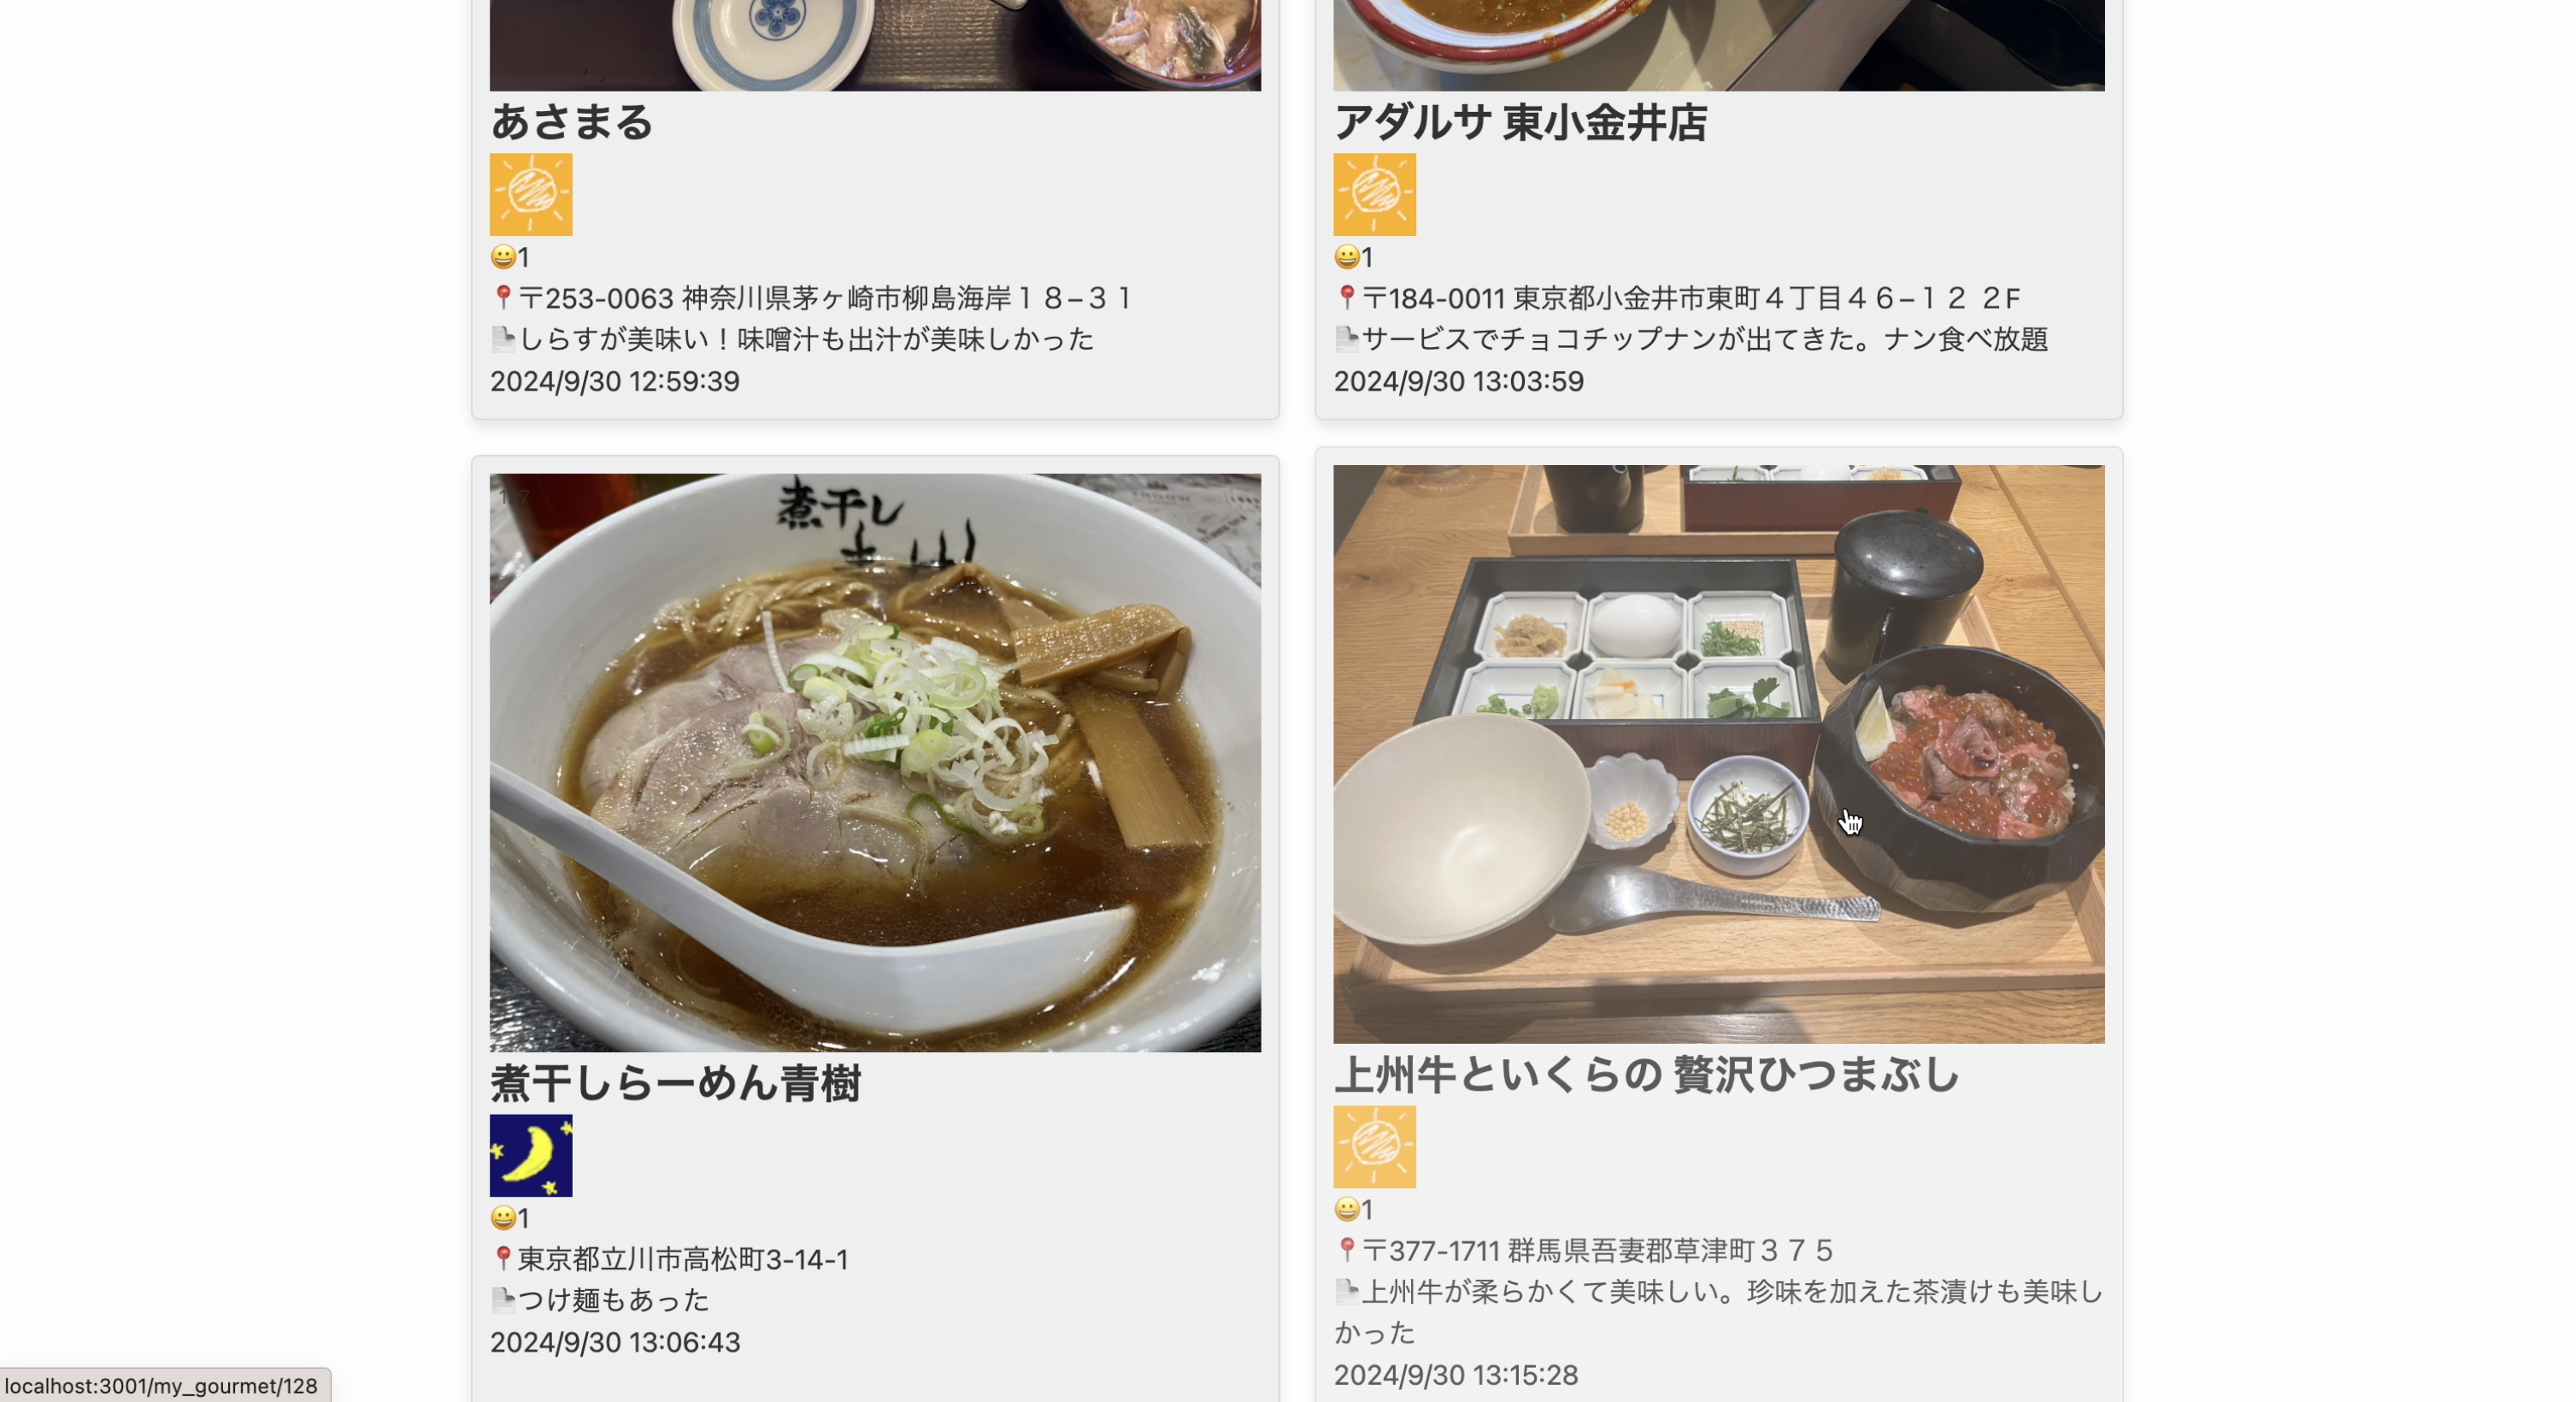 あさまる
😀1
📍〒253-0063 神奈川県茅ヶ崎市柳島海岸１８−３１
📄しらすが美味い！味噌汁も出汁が美味しかった
2024/9/30 12:59:39
アダルサ 東小金井店
😀1
📍〒184-0011 東京都小金井市東町４丁目４６−１２ 2F
📄サービスでチョコチップナンが出てきた。ナン食べ放題
2024/9/30 13:03:59
煮干し
煮干しらーめん青樹
😀1
📍東京都立川市高松町3-14-1
📄つけ麺もあった
2024/9/30 13:06:43
上州牛といくらの 贅沢ひつまぶし
😀1
📍〒377-1711 群馬県吾妻郡草津町３７５
📄上州牛が柔らかくて美味しい。珍味を加えた茶漬けも美味し
かった
2024/9/30 13:15:28
localhost:3001/my_gourmet/128